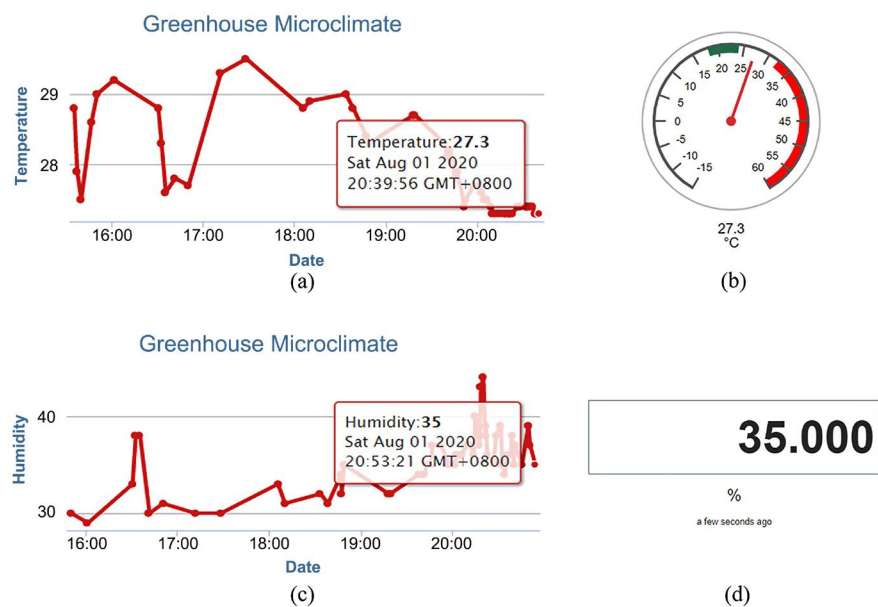 Greenhouse Microclimate
Temperature
29
28
Temperature:27.3
Sat Aug 01 2020
20:39:56 GMT+0800
16:00 17:00 18:00 19:00 20:00
Date
(a)
-15 -10 -5 0 5 10 15 20 25 30 35 40 45 50 55 60
27.3
°C
(b)
Greenhouse Microclimate
Humidity
40
30
Humidity:35
Sat Aug 01 2020
20:53:21 GMT+0800
16:00 17:00 18:00 19:00 20:00
Date
(c)
35.000
%
a few seconds ago
(d)